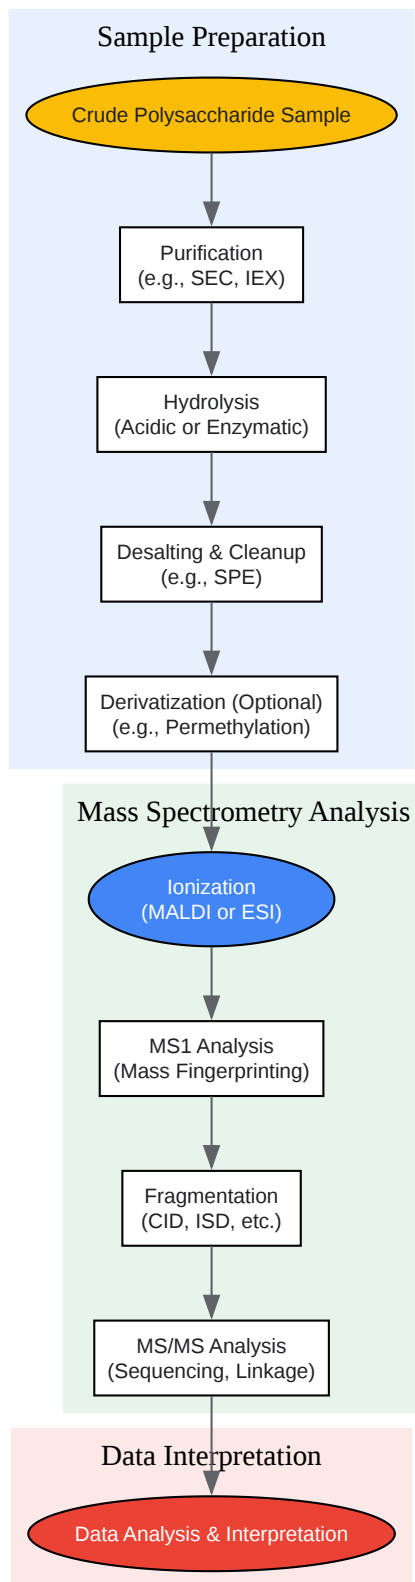 Sample Preparation
Crude Polysaccharide Sample
Purification
(e.g., SEC, IEX)
Hydrolysis
(Acidic or Enzymatic)
Desalting & Cleanup
(e.g., SPE)
Derivatization (Optional)
(e.g., Permethylation)
Mass Spectrometry Analysis
Ionization
(MALDI or ESI)
MS1 Analysis
(Mass Fingerprinting)
Fragmentation
(CID, ISD, etc.)
MS/MS Analysis
(Sequencing, Linkage)
Data Interpretation
Data Analysis & Interpretation